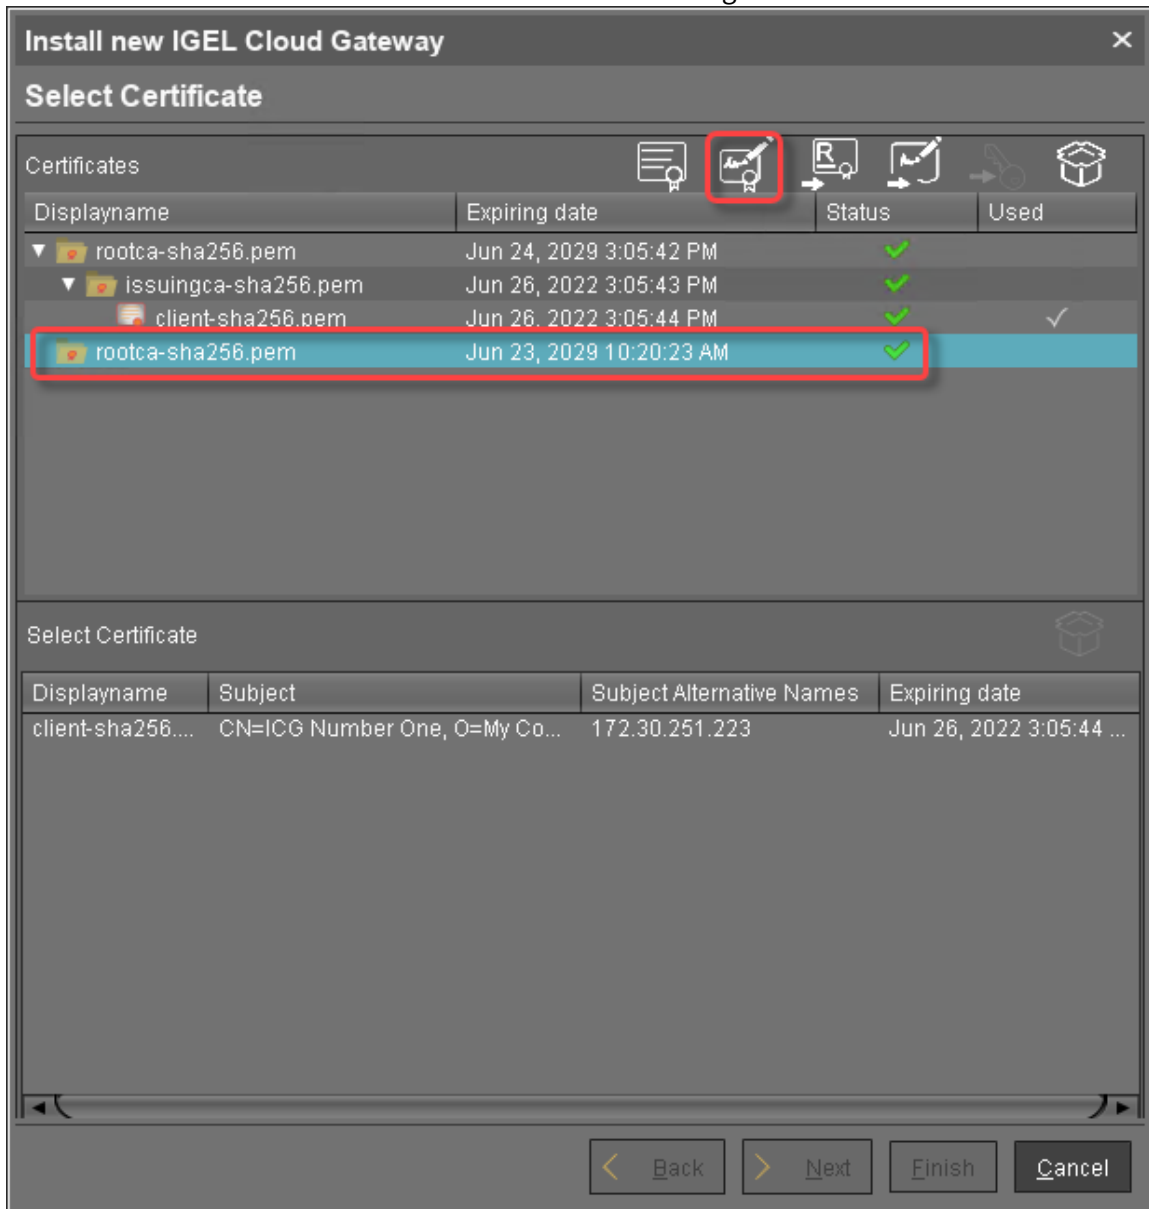 Install new IGEL Cloud Gateway
Select Certificate
Certificates
Displayname Expiring date Status Used
rootca-sha256.pem Jun 24, 2029 3:05:42 PM
issuingca-sha256.pem Jun 26, 2022 3:05:43 PM
client-sha256.pem Jun 26, 2022 3:05:44 PM
rootca-sha256.pem Jun 23, 2029 10:20:23 AM
Select Certificate
Displayname Subject Subject Alternative Names Expiring date
client-sha256.... CN=ICG Number One, O=My Co... 172.30.251.223 Jun 26, 2022 3:05:44 ...
Back Next Finish Cancel